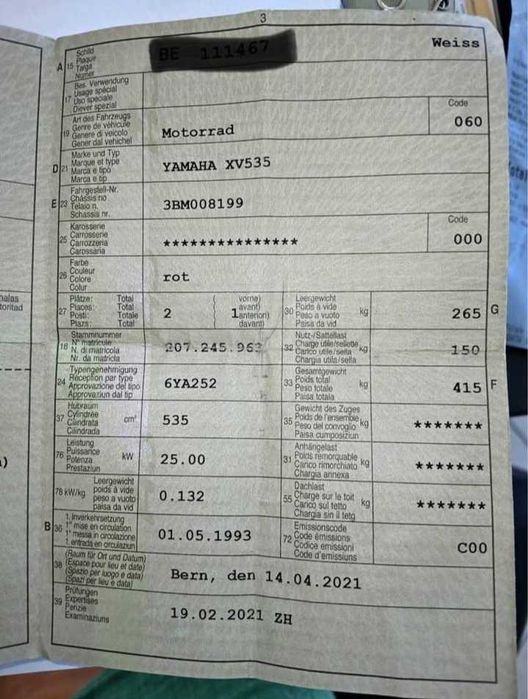 3
A 15 Schild
Plaque
Targa
Numer
BE 111467 Weiss
17 Bes. Verwendung
Usage spécial
Uso speciale
Diever spezial
19 Art des Fahrzeugs
Genre de véhicule
Genere di veicolo
Gener dal vehichel
Motorrad
Code
060
D 21 Marke und Typ
Marque et type
Marca e tipo
Marca e tip
YAMAHA XV535
E 23 Fahrgestell-Nr.
Châssis no
Telaio n.
Schassis nr.
3BM008199
25 Karosserie
Carrosserie
Carrozzeria
Carossaria
***************
Code
000
26 Farbe
Couleur
Colore
Colur
rot
27 Plätze: Total ( vorne)
Places: Total ( avant)
Posti: Totale (anteriori)
Plazs: Total ( davant)
2 1
30 Leergewicht
Poids à vide
Peso a vuoto
Paisa da vid
kg
265 G
18 Stammnummer
N° matricule
N. di matricola
Nr. da matricla
207.245.963
32 Nutz-/Sattellast
Charge utile/sellette
Carico utile/sella
Chargia utila/sella
kg
150
24 Typengenehmigung
Réception par type
Approvazione del tipo
Approvaziun dal tip
6YA252
33 Gesamtgewicht
Poids total
Peso totale
Paisa totala
kg
415 F
37 Hubraum
Cylindrée
Cilindrata
Cilindrada
cm³
535
35 Gewicht des Zuges
Poids de l'ensemble
Peso del convoglio
Paisa cumposiziun
kg
*******
76 Leistung
Puissance
Potenza
Prestaziun
kW
25.00
31 Anhängelast
Poids remorquable
Carico rimorchiato
Chargia annexa
kg
*******
78 kW/kg Leergewicht
poids à vide
peso a vuoto
paisa da vid
0.132
55 Dachlast
Charge sur le toit
Carico sul tetto
Chargia sin il tetg
kg
*******
B 36 1. Inverkehrsetzung
1re mise en circulation
1a messa in circolazione
1. entrada en circulaziun
01.05.1993
72 Emissionscode
Code émissions
Codice emissioni
Code d'emissiuns
C00
38 (Raum für Ort und Datum)
(Espace pour lieu et date)
(Spazio per luogo e data)
(Spazi per lieu e data)
Bern, den 14.04.2021
39 Prüfungen
Expertises
Perizie
Examinaziuns
19.02.2021 ZH